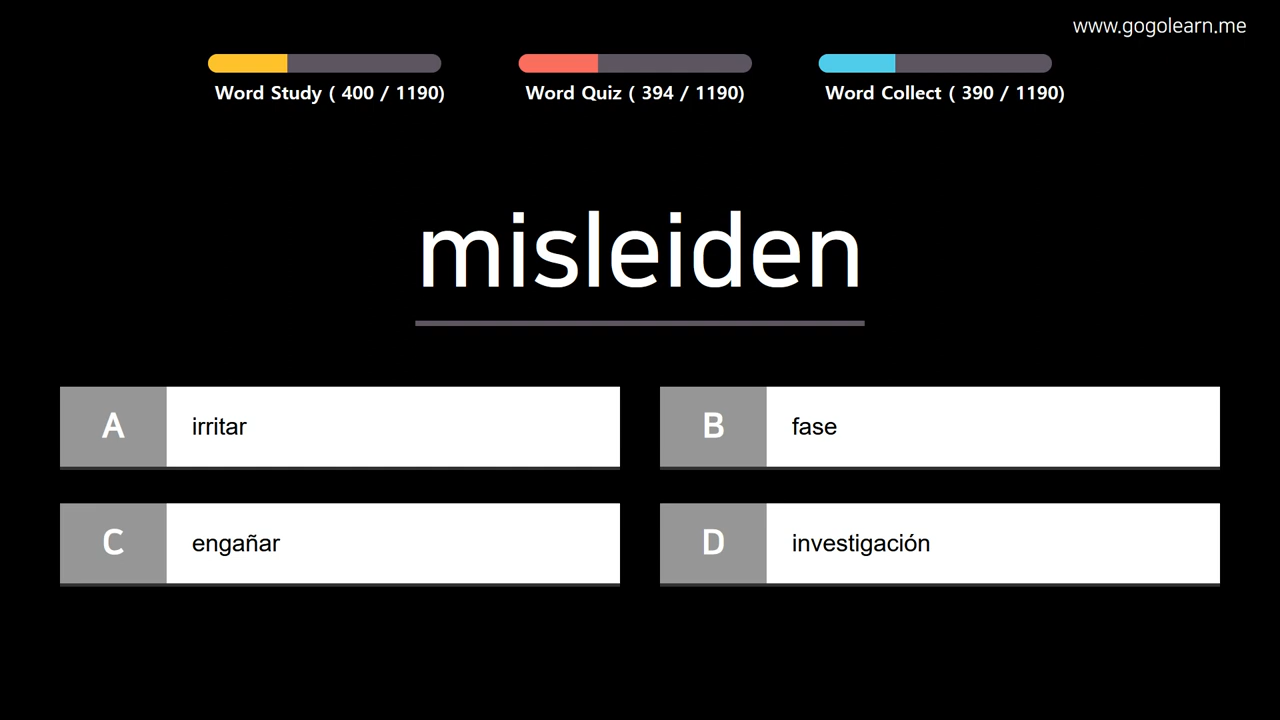 www.gogolearn.me
Word Study ( 400 / 1190)
Word Quiz ( 394 / 1190)
Word Collect ( 390 / 1190)
misleiden
A irritar
B fase
C engañar
D investigación